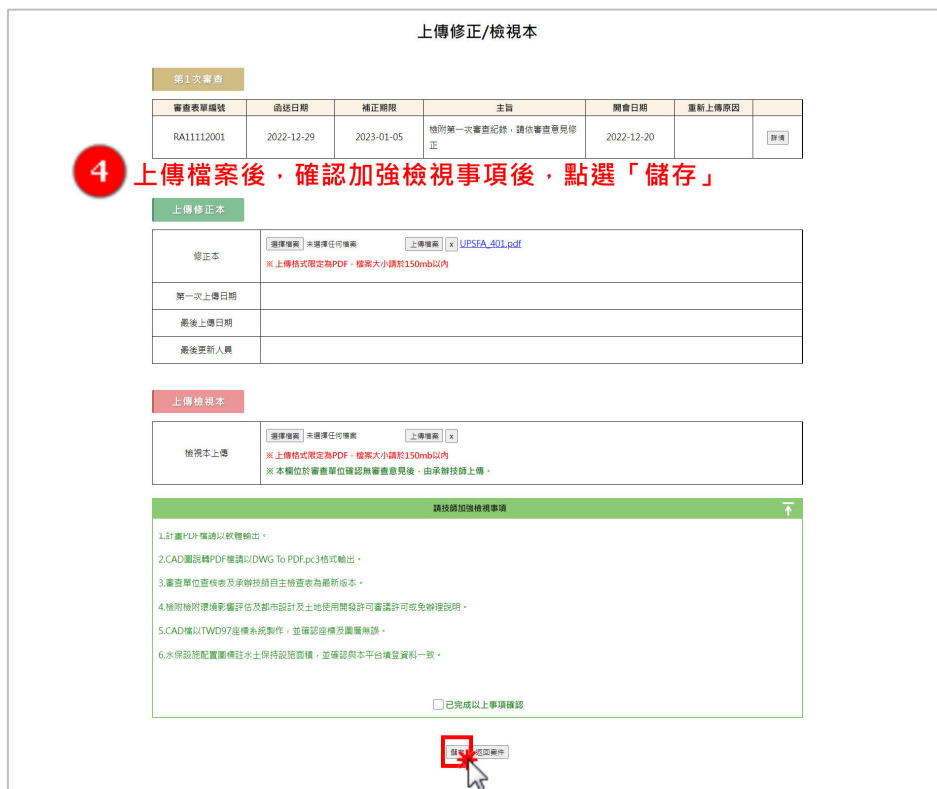 上傳修正/檢視本
第1次審查
審查表單編號 函送日期 補正期限 主旨 開會日期 重新上傳原因
RA11112001 2022-12-29 2023-01-05 檢附第一次審查紀錄，請依審查意見修正 2022-12-20 詳情
4 上傳檔案後，確認加強檢視事項後，點選「儲存」
上傳修正本
修正本 選擇檔案 未選擇任何檔案 上傳檔案 x UPSFA_401.pdf
※上傳格式限定為PDF，檔案大小請於150mb以內
第一次上傳日期
最後上傳日期
最後更新人員
上傳檢視本
檢視本上傳 選擇檔案 未選擇任何檔案 上傳檔案 x
※上傳格式限定為PDF，檔案大小請於150mb以內
※本欄位於審查單位確認無審查意見後，由承辦技師上傳。
請技師加強檢視事項
1.計畫PDF檔請以軟體輸出。
2.CAD圖說轉PDF檔請以DWG To PDF.pc3格式輸出。
3.審查單位查核表及承辦技師自主檢查表為最新版本。
4.檢附檢附環境影響評估及都市設計及土地使用開發許可審議許可或免辦理說明。
5.CAD檔以TWD97座標系統製作，並確認座標及圖層無誤。
6.水保設施配置圖標註水土保持設施面積，並確認與本平台填登資料一致。
已完成以上事項確認
儲存 返回案件